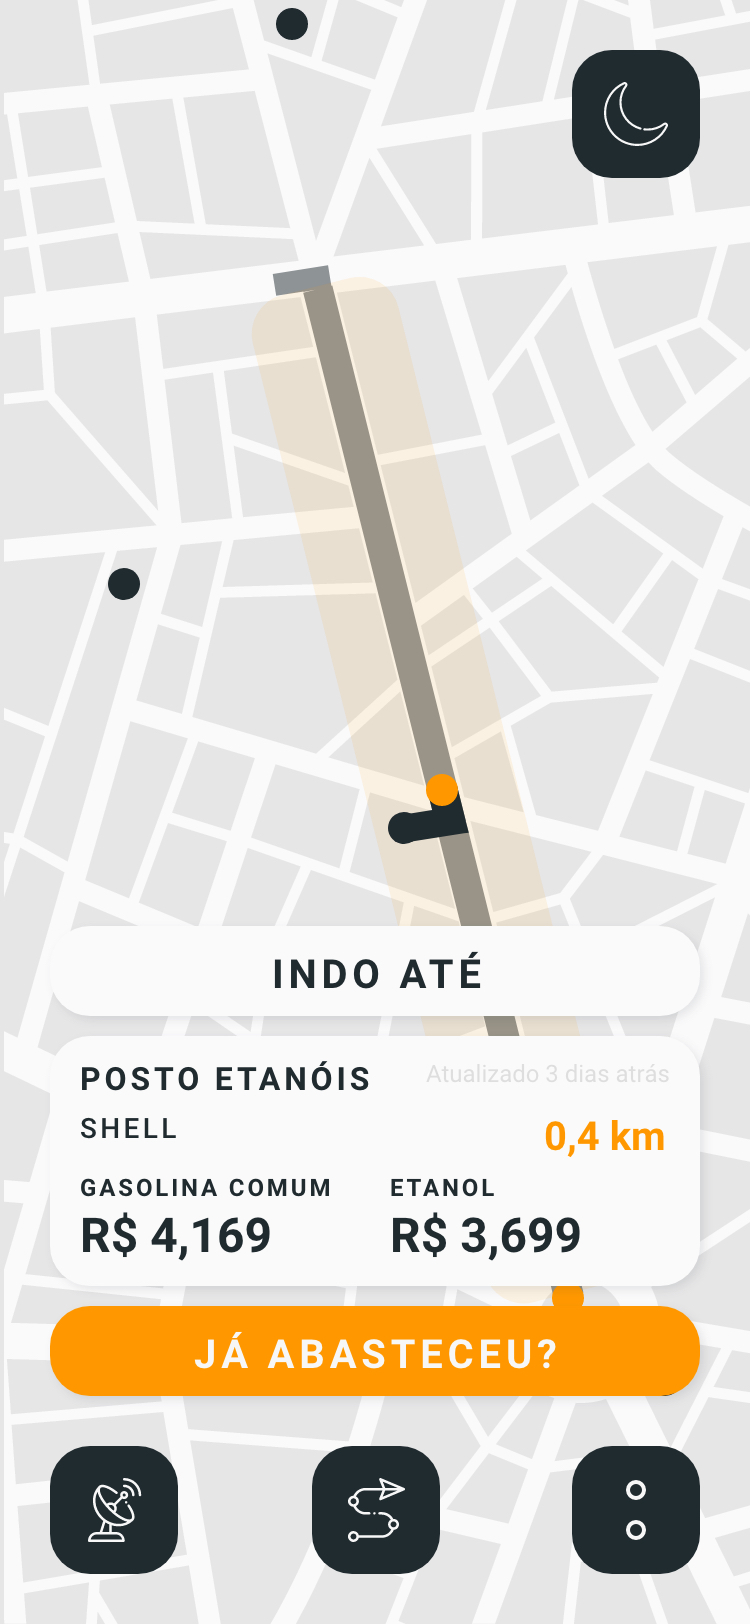 INDO ATÉ
POSTO ETANÓIS
Atualizado 3 dias atrás
SHELL
0,4 km
GASOLINA COMUM
ETANOL
R$ 4,169
R$ 3,699
JÁ ABASTECEU?